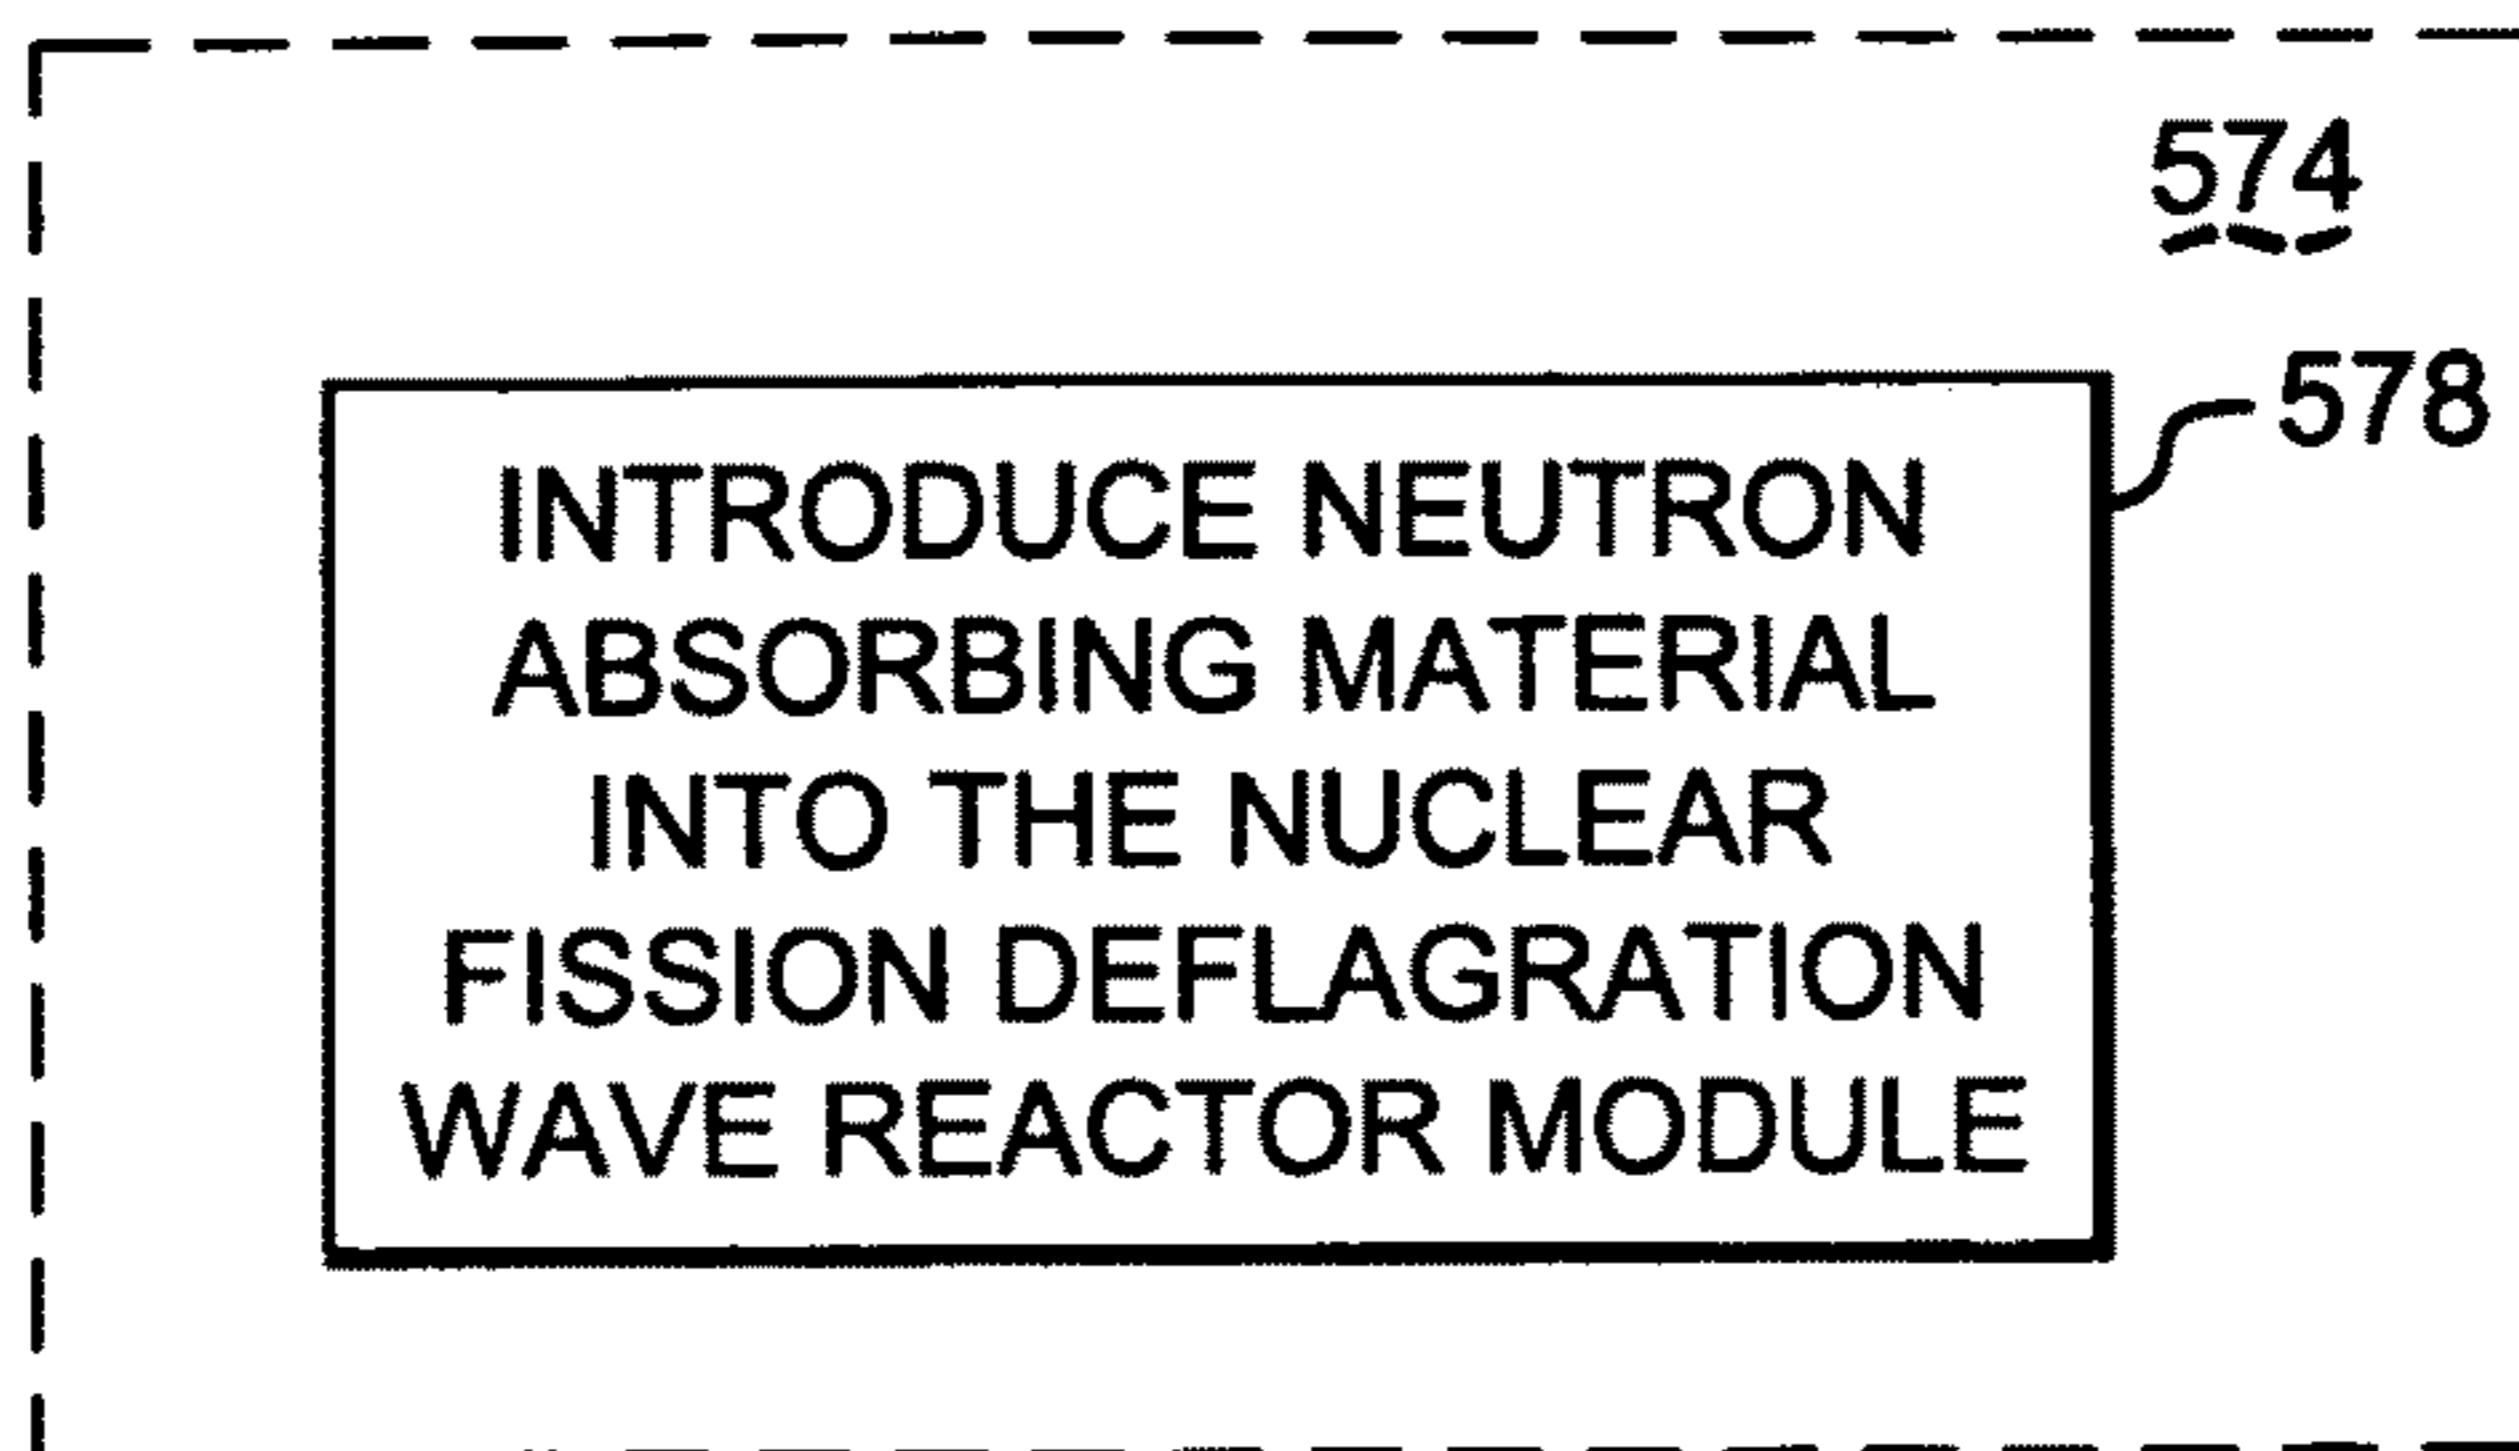 574
578
INTRODUCE NEUTRON
ABSORBING MATERIAL
INTO THE NUCLEAR
FISSION DEFLAGRATION
WAVE REACTOR MODULE